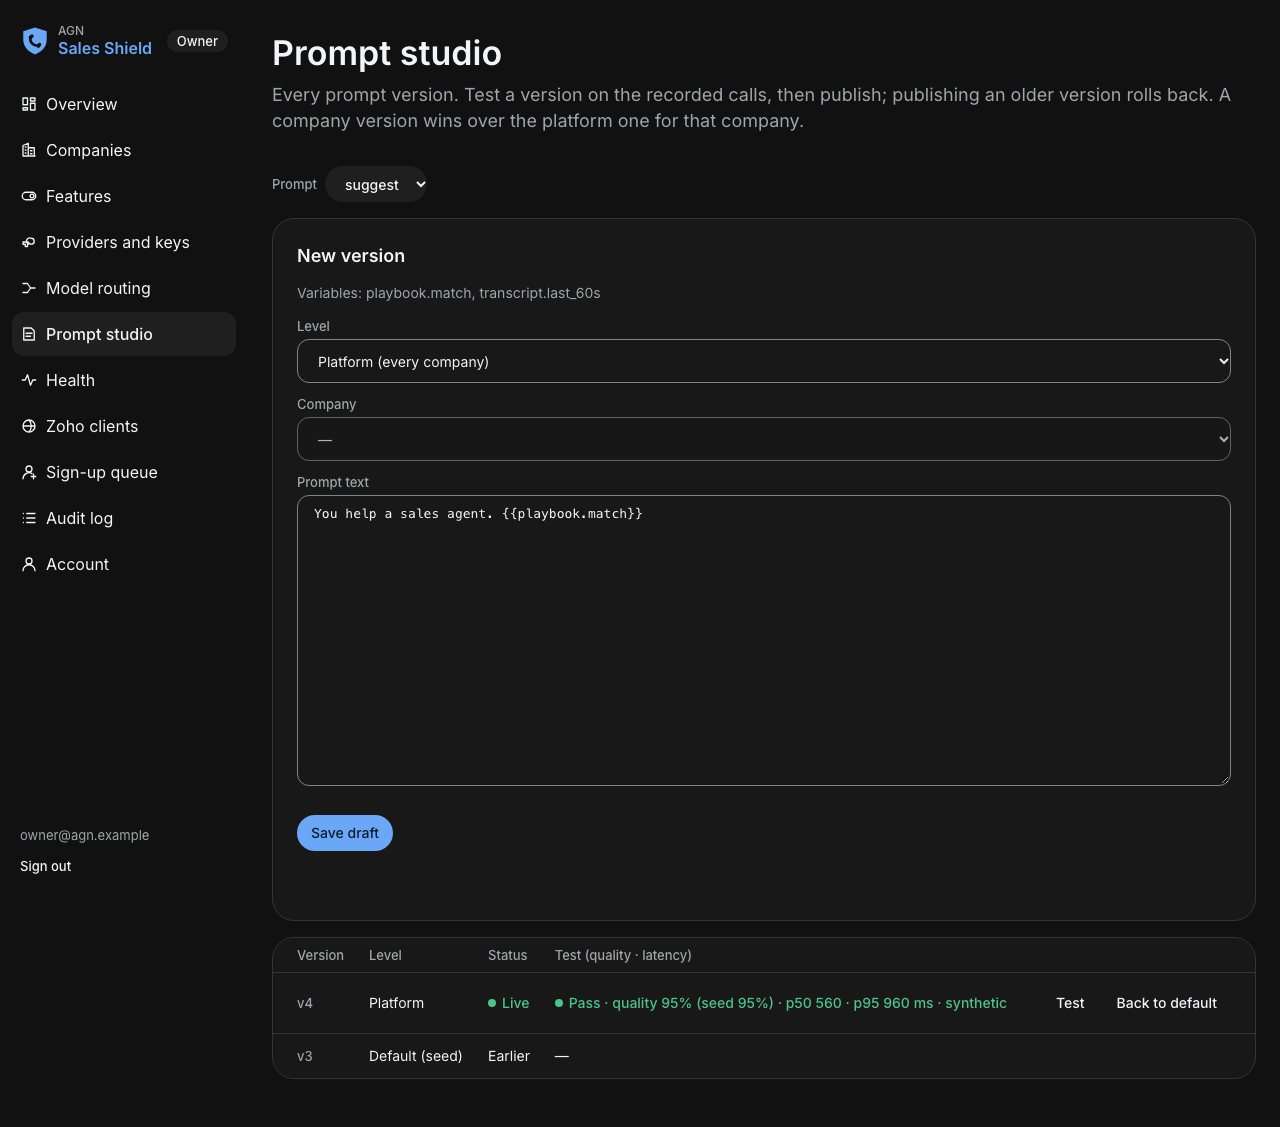 AGN
Sales Shield
Owner
Overview
Companies
Features
Providers and keys
Model routing
Prompt studio
Health
Zoho clients
Sign-up queue
Audit log
Account
owner@agn.example
Sign out
Prompt studio
Every prompt version. Test a version on the recorded calls, then publish; publishing an older version rolls back. A
company version wins over the platform one for that company.
Prompt suggest
New version
Variables: playbook.match, transcript.last_60s
Level
Platform (every company)
Company
—
Prompt text
You help a sales agent. {{playbook.match}}
Save draft
Version Level Status Test (quality · latency)
v4 Platform Live Pass · quality 95% (seed 95%) · p50 560 · p95 960 ms · synthetic Test Back to default
v3 Default (seed) Earlier —